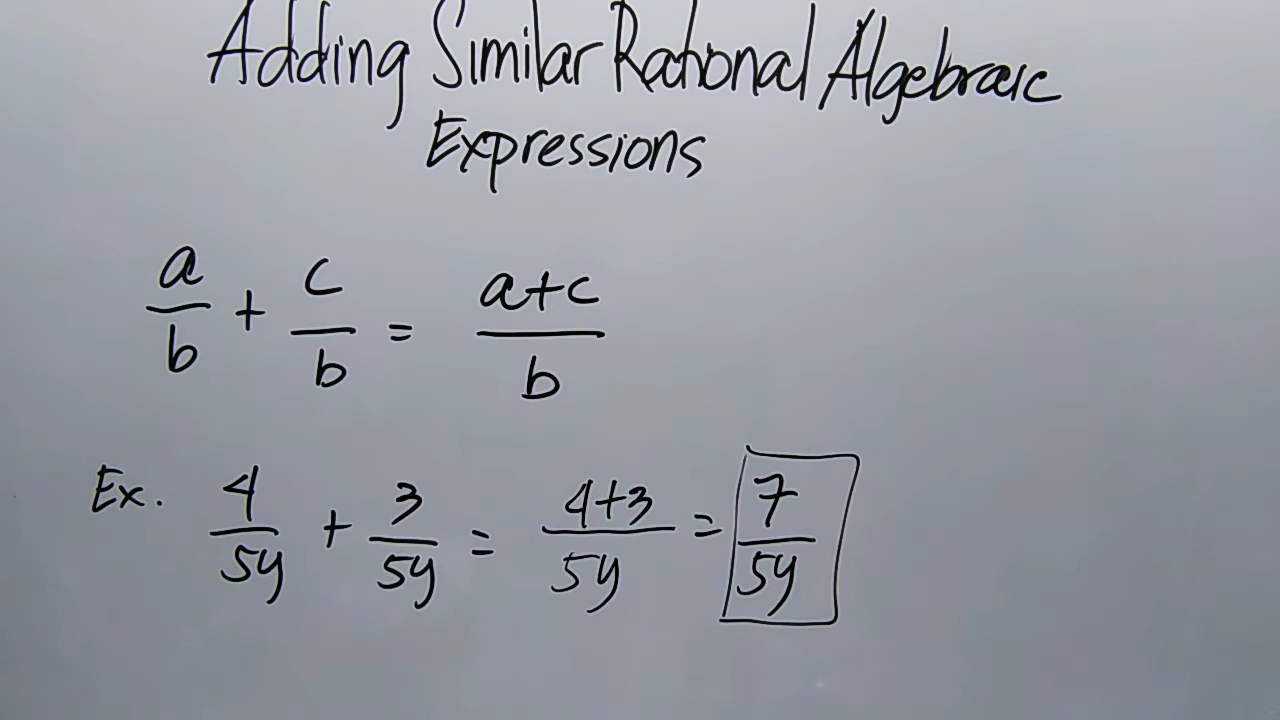 Adding Similar Rational Algebraic
Expressions
a/b + c/b = a+c/b
Ex. 4/5y + 3/5y = 4+3/5y = 7/5y